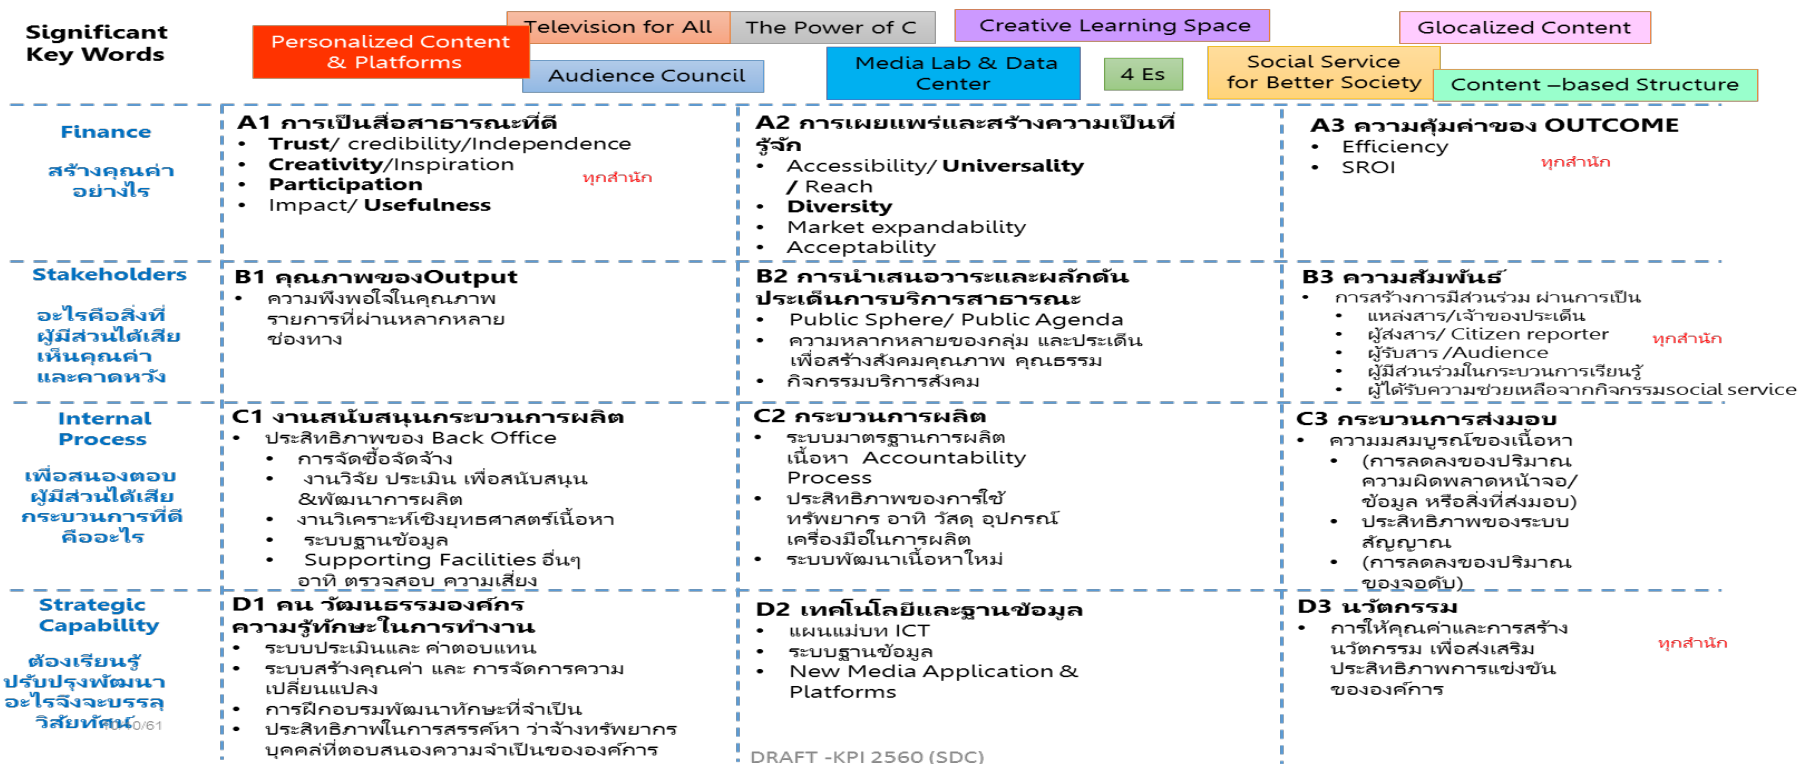 Significant
Key Words
Personalized Content
& Platforms
Television for All
The Power of C
Creative Learning Space
Glocalized Content
Audience Council
Media Lab & Data
Center
4 Es
Social Service
for Better Society
Content –based Structure
Finance
สร้างคุณค่า
อย่างไร
A1 การเป็นสื่อสาธารณะที่ดี
• Trust/ credibility/Independence
• Creativity/Inspiration
• Participation
• Impact/ Usefulness
ทุกสำนัก
A2 การเผยแพร่และสร้างความเป็นที่
รู้จัก
• Accessibility/ Universality
/ Reach
• Diversity
• Market expandability
• Acceptability
A3 ความคุ้มค่าของ OUTCOME
• Efficiency
• SROI
ทุกสำนัก
Stakeholders
อะไรคือสิ่งที่
ผู้มีส่วนได้เสีย
เห็นคุณค่า
และคาดหวัง
B1 คุณภาพของOutput
• ความพึงพอใจในคุณภาพ
รายการที่ผ่านหลากหลาย
ช่องทาง
B2 การนำเสนอวาระและผลักดัน
ประเด็นการบริการสาธารณะ
• Public Sphere/ Public Agenda
• ความหลากหลายของกลุ่ม และประเด็น
เพื่อสร้างสังคมคุณภาพ คุณธรรม
• กิจกรรมบริการสังคม
B3 ความสัมพันธ์
• การสร้างการมีส่วนร่วม ผ่านการเป็น
• แหล่งสาร/เจ้าของประเด็น
• ผู้ส่งสาร/ Citizen reporter
• ผู้รับสาร /Audience
• ผู้มีส่วนร่วมในกระบวนการเรียนรู้
• ผู้ได้รับความช่วยเหลือจากกิจกรรมsocial service
ทุกสำนัก
Internal
Process
เพื่อสนองตอบ
ผู้มีส่วนได้เสีย
กระบวนการที่ดี
คืออะไร
C1 งานสนับสนุนกระบวนการผลิต
• ประสิทธิภาพของ Back Office
• การจัดซื้อจัดจ้าง
• งานวิจัย ประเมิน เพื่อสนับสนุน
&พัฒนาการผลิต
• งานวิเคราะห์เชิงยุทธศาสตร์เนื้อหา
• ระบบฐานข้อมูล
• Supporting Facilities อื่นๆ
อาทิ ตรวจสอบ ความเสี่ยง
C2 กระบวนการผลิต
• ระบบมาตรฐานการผลิต
เนื้อหา Accountability
Process
• ประสิทธิภาพของการใช้
ทรัพยากร อาทิ วัสดุ อุปกรณ์
เครื่องมือในการผลิต
• ระบบพัฒนาเนื้อหาใหม่
C3 กระบวนการส่งมอบ
• ความมสมบูรณ์ของเนื้อหา
• (การลดลงของปริมาณ
ความผิดพลาดหน้าจอ/
ข้อมูล หรือสิ่งที่ส่งมอบ)
• ประสิทธิภาพของระบบ
สัญญาณ
• (การลดลงของปริมาณ
ของจอดับ)
Strategic
Capability
ต้องเรียนรู้
ปรับปรุงพัฒนา
อะไรจึงจะบรรลุ
วิสัยทัศน์
D1 คน วัฒนธรรมองค์กร
ความรู้ทักษะในการทำงาน
• ระบบประเมินและ ค่าตอบแทน
• ระบบสร้างคุณค่า และ การจัดการความ
เปลี่ยนแปลง
• การฝึกอบรมพัฒนาทักษะที่จำเป็น
• ประสิทธิภาพในการสรรค์หา ว่าจ้างทรัพยากร
บุคคล่ที่ตอบสนองความจำเป็นขององค์การ
D2 เทคโนโลยีและฐานข้อมูล
• แผนแม่บท ICT
• ระบบฐานข้อมูล
• New Media Application &
Platforms
D3 นวัตกรรม
• การให้คุณค่าและการสร้าง
นวัตกรรม เพื่อส่งเสริม
ประสิทธิภาพการแข่งขัน
ขององค์การ
ทุกสำนัก
DRAFT -KPI 2560 (SDC)